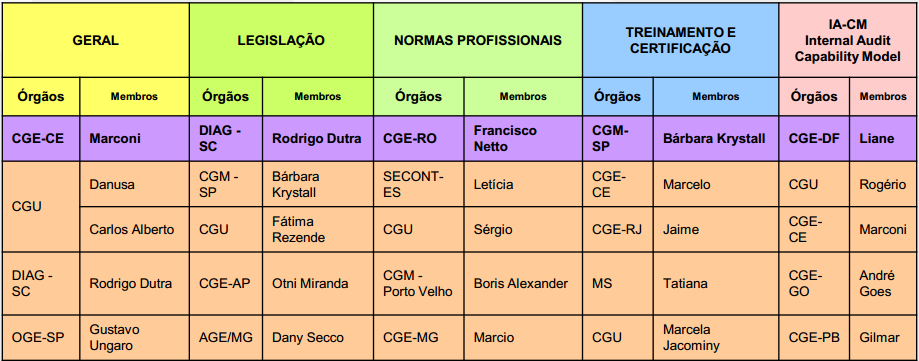 GERAL
LEGISLAÇÃO
NORMAS PROFISSIONAIS
TREINAMENTO E
CERTIFICAÇÃO
IA-CM
Internal Audit
Capability Model
Órgãos Membros Órgãos Membros Órgãos Membros Órgãos Membros Órgãos Membros
CGE-CE
Marconi
DIAG -
SC
Rodrigo Dutra
CGE-RO
Francisco
Netto
CGM-
SP
Bárbara Krystall
CGE-DF
Liane
CGU
Danusa
CGM -
SP
Bárbara
Krystall
SECONT-
ES
Letícia
CGE-
CE
Marcelo
CGU
Rogério
Carlos Alberto
CGU
Fátima
Rezende
CGU
Sérgio
CGE-RJ
Jaime
CGE-
CE
Marconi
DIAG -
SC
Rodrigo Dutra
CGE-AP
Otni Miranda
CGM -
Porto Velho
Boris Alexander
MS
Tatiana
CGE-
GO
André
Goes
OGE-SP
Gustavo
Ungaro
AGE/MG
Dany Secco
CGE-MG
Marcio
CGU
Marcela
Jacominy
CGE-PB
Gilmar